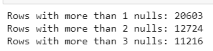 Rows with more than 1 nulls: 20603
Rows with more than 2 nulls: 12724
Rows with more than 3 nulls: 11216